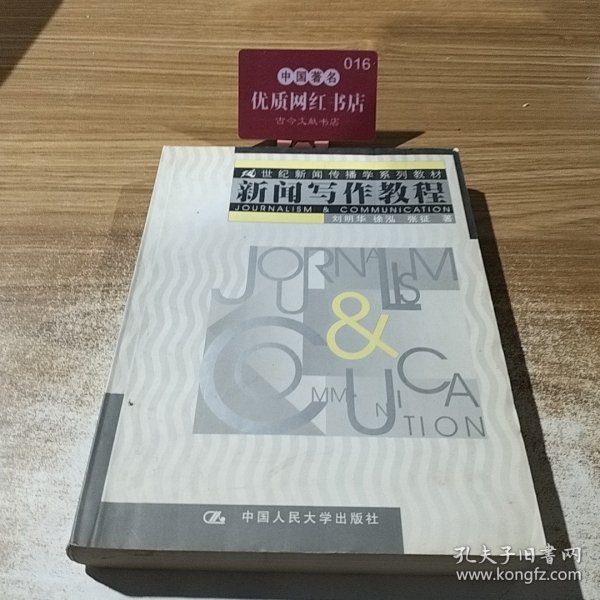 016
中国著名
优质网红书店
古今文献书店
21世纪新闻传播学系列教材
新闻写作教程
JOURNALISM & COMMUNICATION
刘明华 徐泓 张征 著
JOURNALISM
&
COMMUNICATION
中国人民大学出版社
孔夫子旧书网
www.kongfz.com